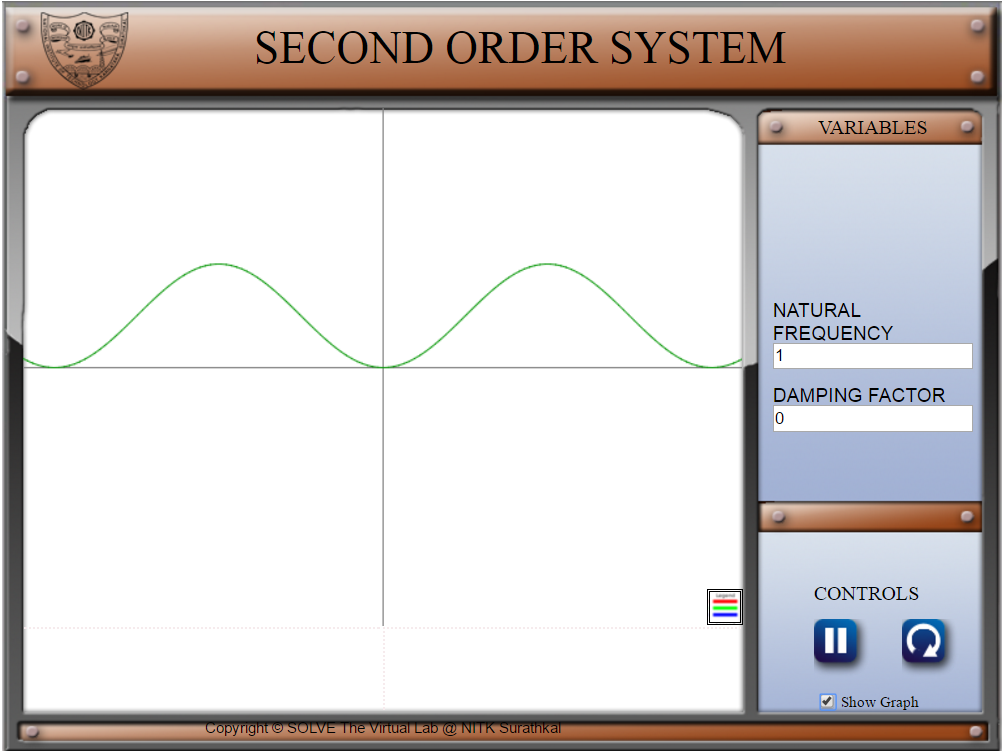 SECOND ORDER SYSTEM
VARIABLES
NATURAL
FREQUENCY
1
DAMPING FACTOR
0
CONTROLS
Show Graph
Legend
Copyright © SOLVE The Virtual Lab @ NITK Surathkal